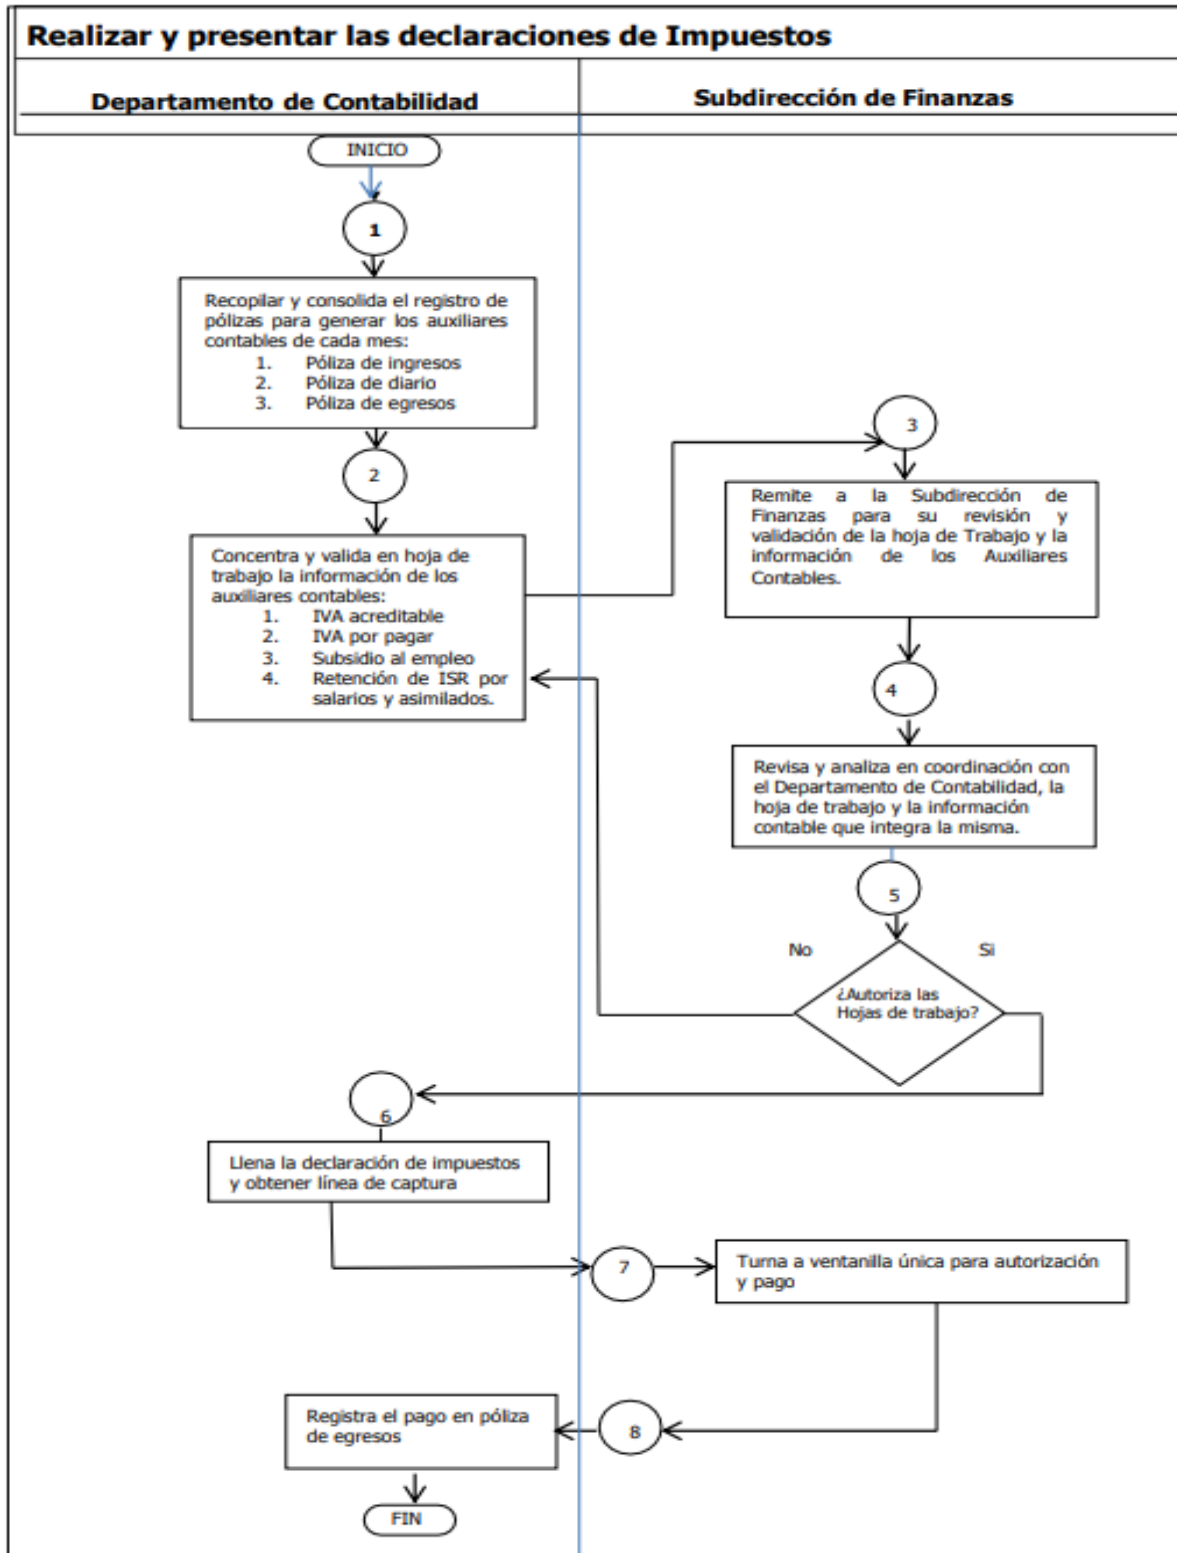 Realizar y presentar las declaraciones de Impuestos
Departamento de Contabilidad
Subdirección de Finanzas
INICIO
1
Recopilar y consolida el registro de
pólizas para generar los auxiliares
contables de cada mes:
1. Póliza de ingresos
2. Póliza de diario
3. Póliza de egresos
2
Concentra y valida en hoja de
trabajo la información de los
auxiliares contables:
1. IVA acreditable
2. IVA por pagar
3. Subsidio al empleo
4. Retención de ISR por
salarios y asimilados.
3
Remite a la Subdirección de
Finanzas para su revisión y
validación de la hoja de Trabajo y la
información de los Auxiliares
Contables.
4
Revisa y analiza en coordinación con
el Departamento de Contabilidad, la
hoja de trabajo y la información
contable que integra la misma.
5
No
Si
¿Autoriza las
Hojas de trabajo?
6
Llena la declaración de impuestos
y obtener línea de captura
7
Turna a ventanilla única para autorización
y pago
8
Registra el pago en póliza
de egresos
FIN